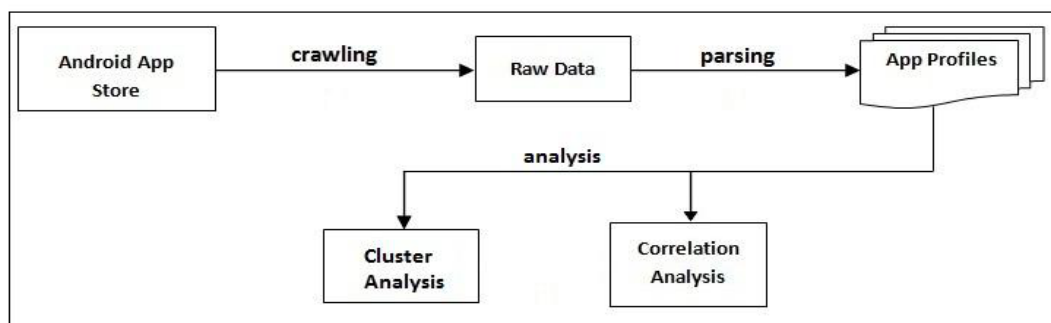 Android App
Store
crawling
Raw Data
parsing
App Profiles
analysis
Cluster
Analysis
Correlation
Analysis